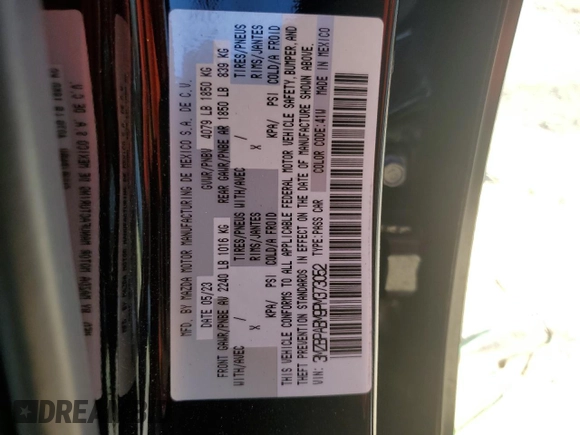 MFD. BY MAZDA MOTOR MANUFACTURING DE MEXICO S.A. DE C.V.
DATE 05/23 GVWR/PNBV 4079 LB 1850 KG
FRONT GAWR/PNBE AV 2240 LB 1016 KG REAR GAWR/PNBE AR 1850 LB 839 KG
WITH/AVEC TIRES/PNEUS WITH/AVEC TIRES/PNEUS
X RIMS/JANTES X RIMS/JANTES
KPA/ PSI COLD/A FROID KPA/ PSI COLD/A FROID
THIS VEHICLE CONFORMS TO ALL APPLICABLE FEDERAL MOTOR VEHICLE SAFETY, BUMPER, AND
THEFT PREVENTION STANDARDS IN EFFECT ON THE DATE OF MANUFACTURE SHOWN ABOVE.
VIN: 3MZBPABM9PM373052 TYPE:PASS CAR COLOR CODE:41W MADE IN MEXICO